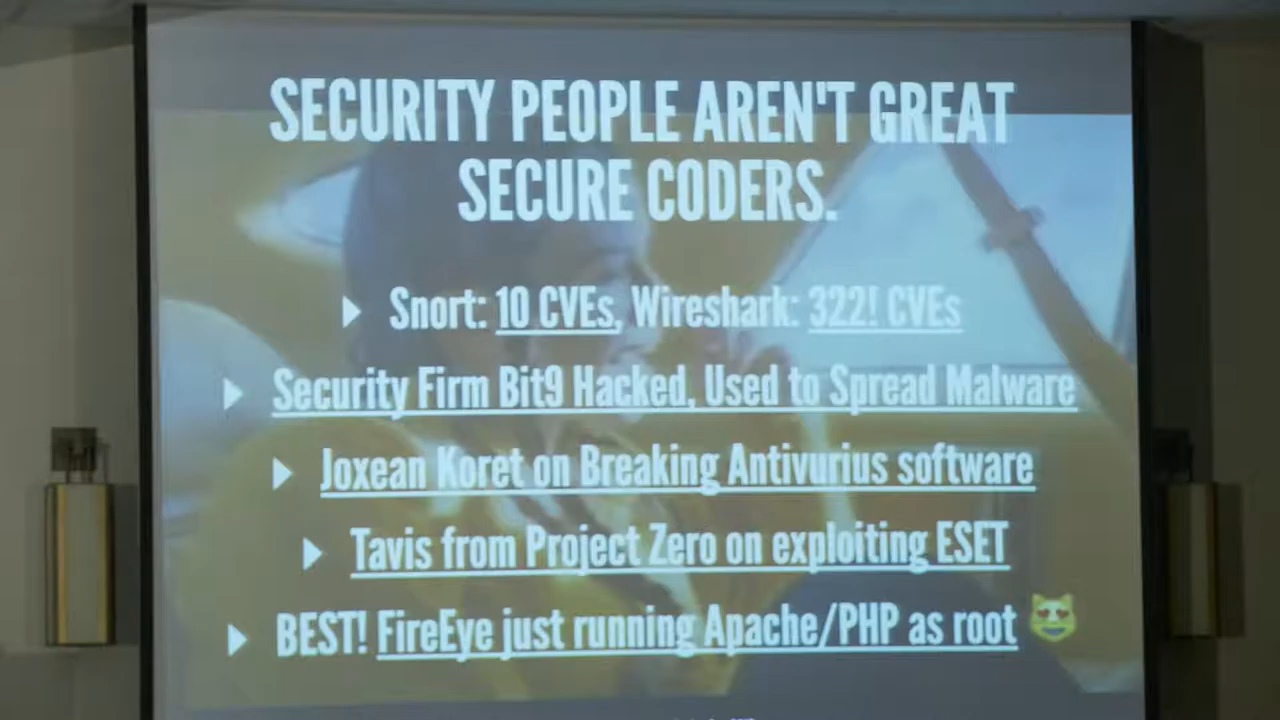 SECURITY PEOPLE AREN'T GREAT
SECURE CODERS.
Snort: 10 CVEs, Wireshark: 322! CVEs
Security Firm Bit9 Hacked, Used to Spread Malware
Joxean Koret on Breaking Antivurius software
Tavis from Project Zero on exploiting ESET
BEST! FireEye just running Apache/PHP as root